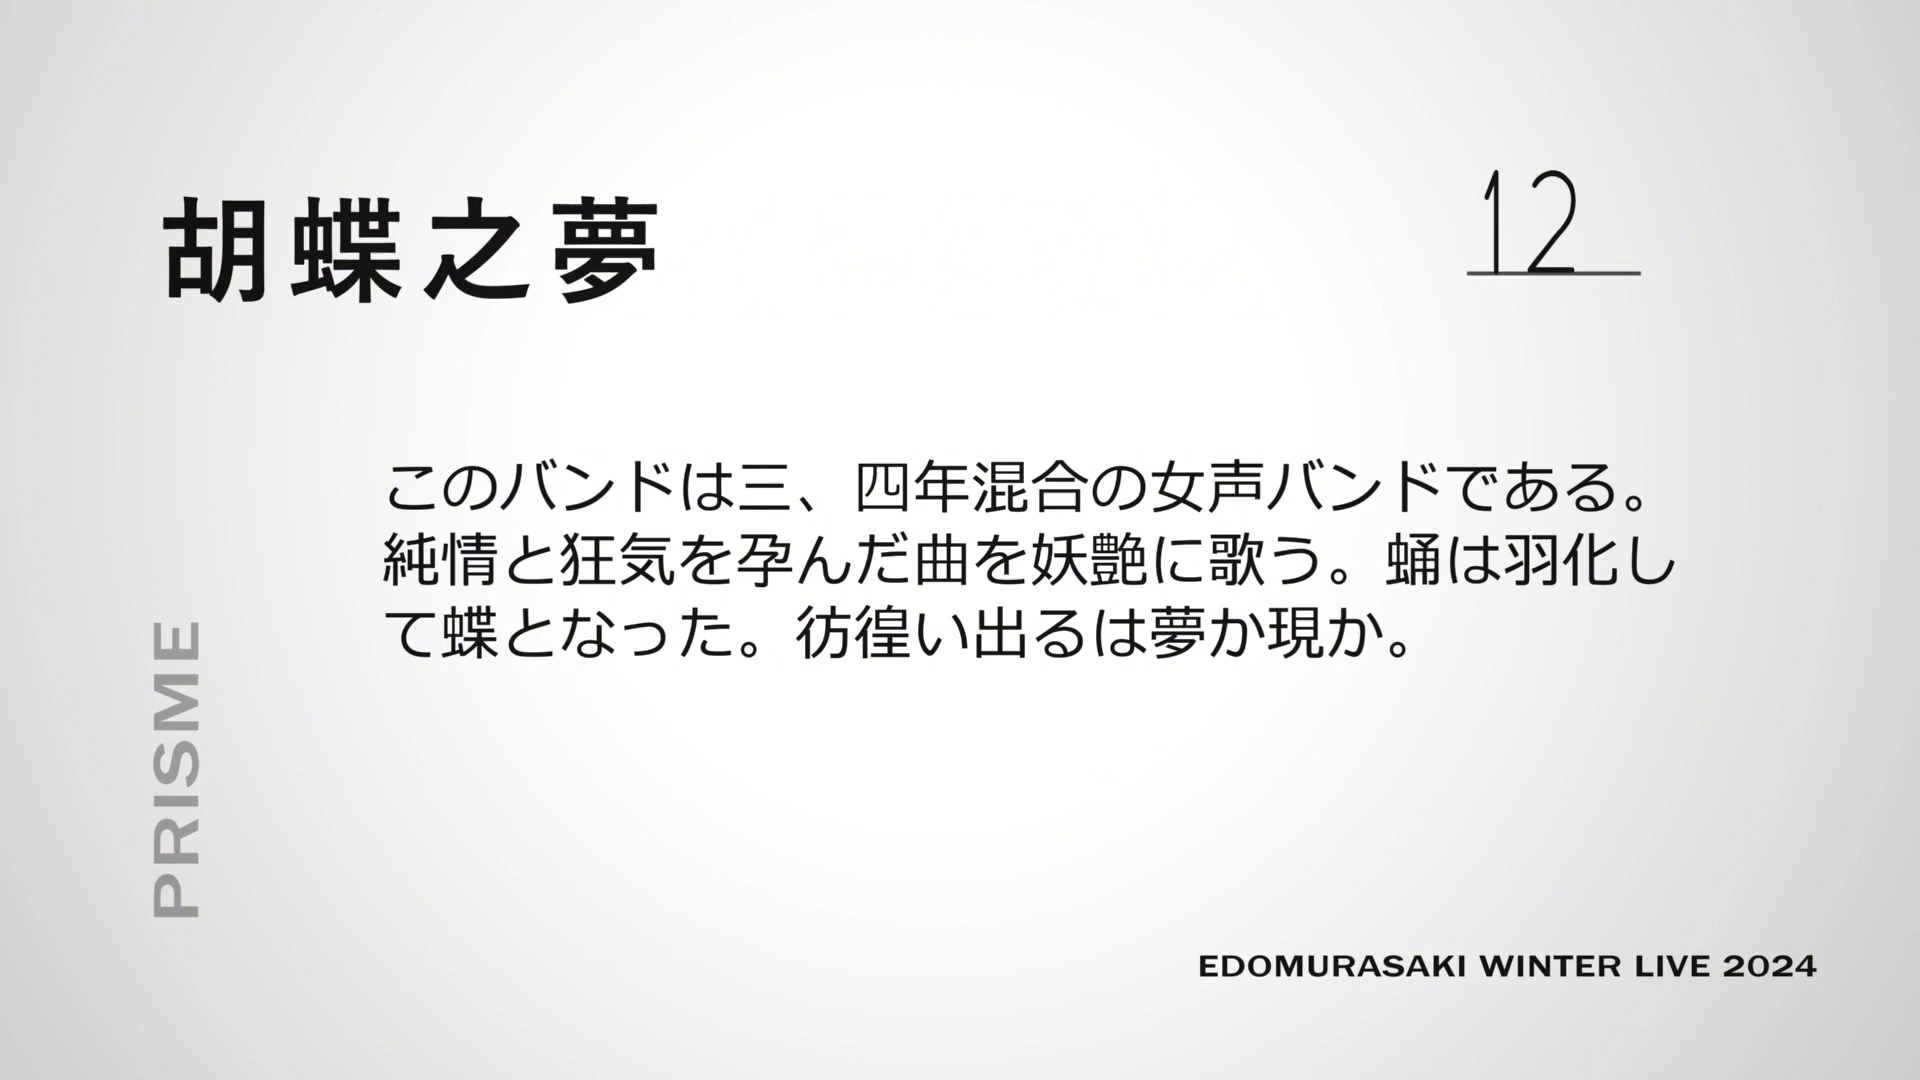 胡蝶之夢
12
このバンドは三、四年混合の女声バンドである。
純情と狂気を孕んだ曲を妖艶に歌う。蛹は羽化し
て蝶となった。彷徨い出るは夢か現か。
PRISME
EDOMURASAKI WINTER LIVE 2024